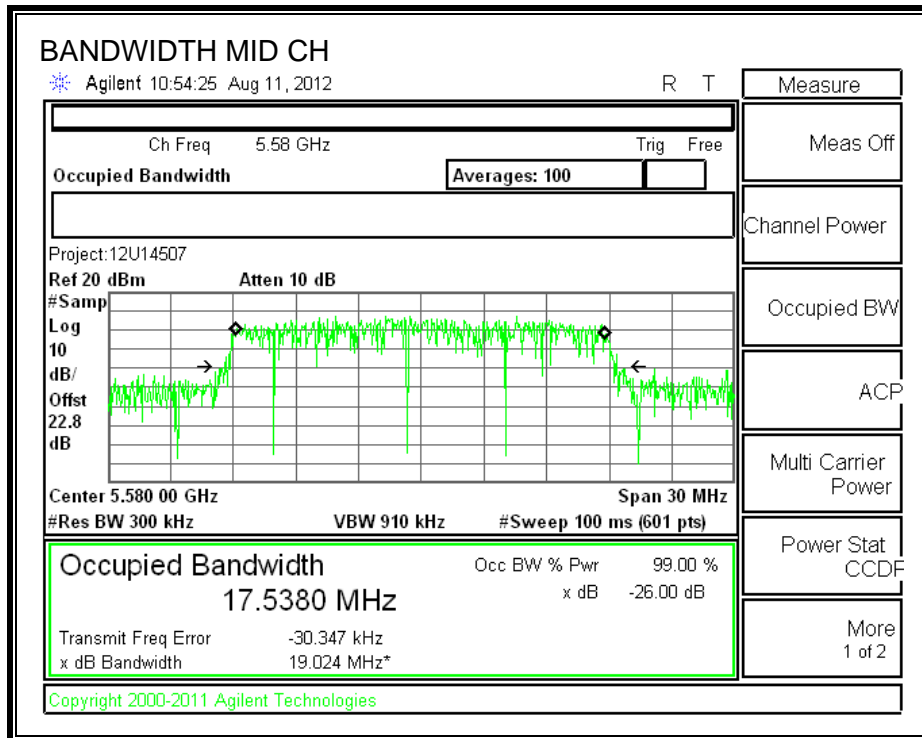 BANDWIDTH MID CH
Agilent 10:54:25 Aug 11, 2012 R T
Measure
Ch Freq 5.58 GHz Trig Free
Occupied Bandwidth Averages: 100
Project:12U14507
Ref 20 dBm Atten 10 dB
#Samp
Log
10
dB/
Offst
22.8
dB
Center 5.580 00 GHz Span 30 MHz
#Res BW 300 kHz VBW 910 kHz #Sweep 100 ms (601 pts)
Occupied Bandwidth Occ BW % Pwr 99.00 %
17.5380 MHz x dB -26.00 dB
Transmit Freq Error -30.347 kHz
x dB Bandwidth 19.024 MHz*
Copyright 2000-2011 Agilent Technologies
Meas Off
Channel Power
Occupied BW
ACP
Multi Carrier
Power
Power Stat
CCDF
More
1 of 2